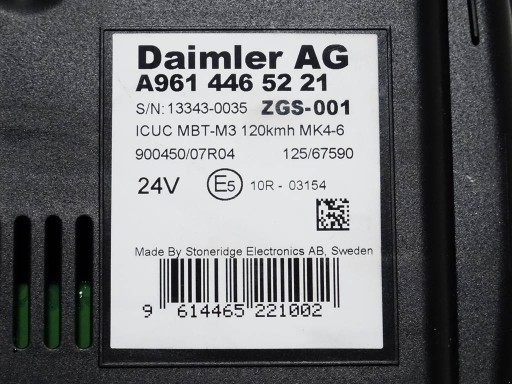 Daimler AG
A961 446 52 21
S/N: 13343-0035 ZGS-001
ICUC MBT-M3 120kmh MK4-6
900450/07R04 125/67590
24V E5 10R - 03154
Made By Stoneridge Electronics AB, Sweden
9 614465 221002